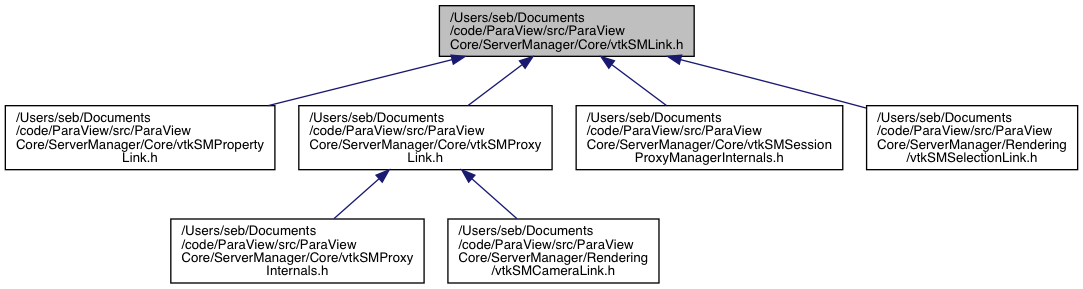 /Users/seb/Documents
/code/ParaView/src/ParaView
Core/ServerManager/Core/vtkSMLink.h
/Users/seb/Documents
/code/ParaView/src/ParaView
Core/ServerManager/Core/vtkSMProperty
Link.h
/Users/seb/Documents
/code/ParaView/src/ParaView
Core/ServerManager/Core/vtkSMProxy
Link.h
/Users/seb/Documents
/code/ParaView/src/ParaView
Core/ServerManager/Core/vtkSMSession
ProxyManagerInternals.h
/Users/seb/Documents
/code/ParaView/src/ParaView
Core/ServerManager/Rendering
/vtkSMSelectionLink.h
/Users/seb/Documents
/code/ParaView/src/ParaView
Core/ServerManager/Core/vtkSMProxy
Internals.h
/Users/seb/Documents
/code/ParaView/src/ParaView
Core/ServerManager/Rendering
/vtkSMCameraLink.h